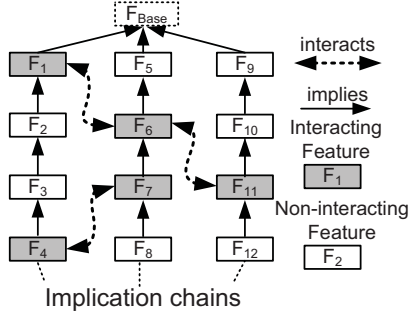 F_Base
interacts
F_1 F_5 F_9
implies
F_2 F_6 F_10
Interacting
Feature
F_1
F_3 F_7 F_11
Non-interacting
Feature
F_2
F_4 F_8 F_12
Implication chains